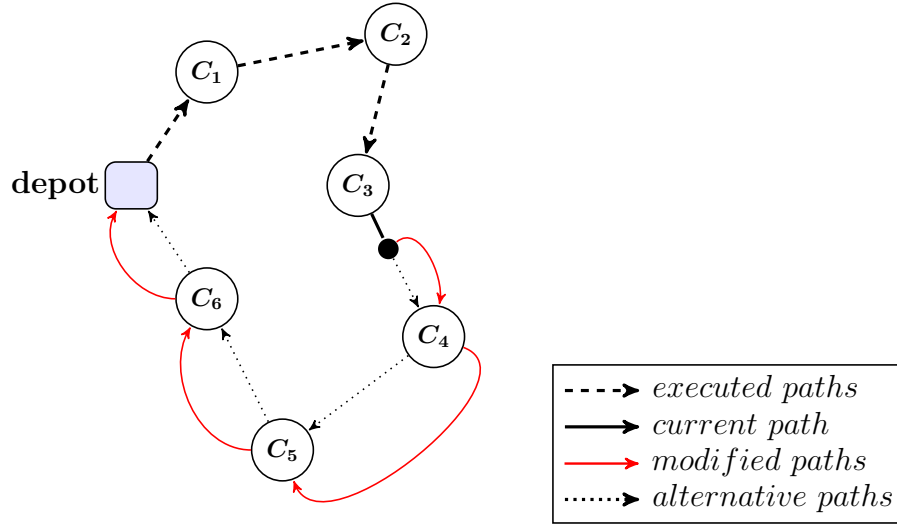 C₁
C₂
depot
C₃
C₆
C₄
C₅
executed paths
current path
modified paths
alternative paths